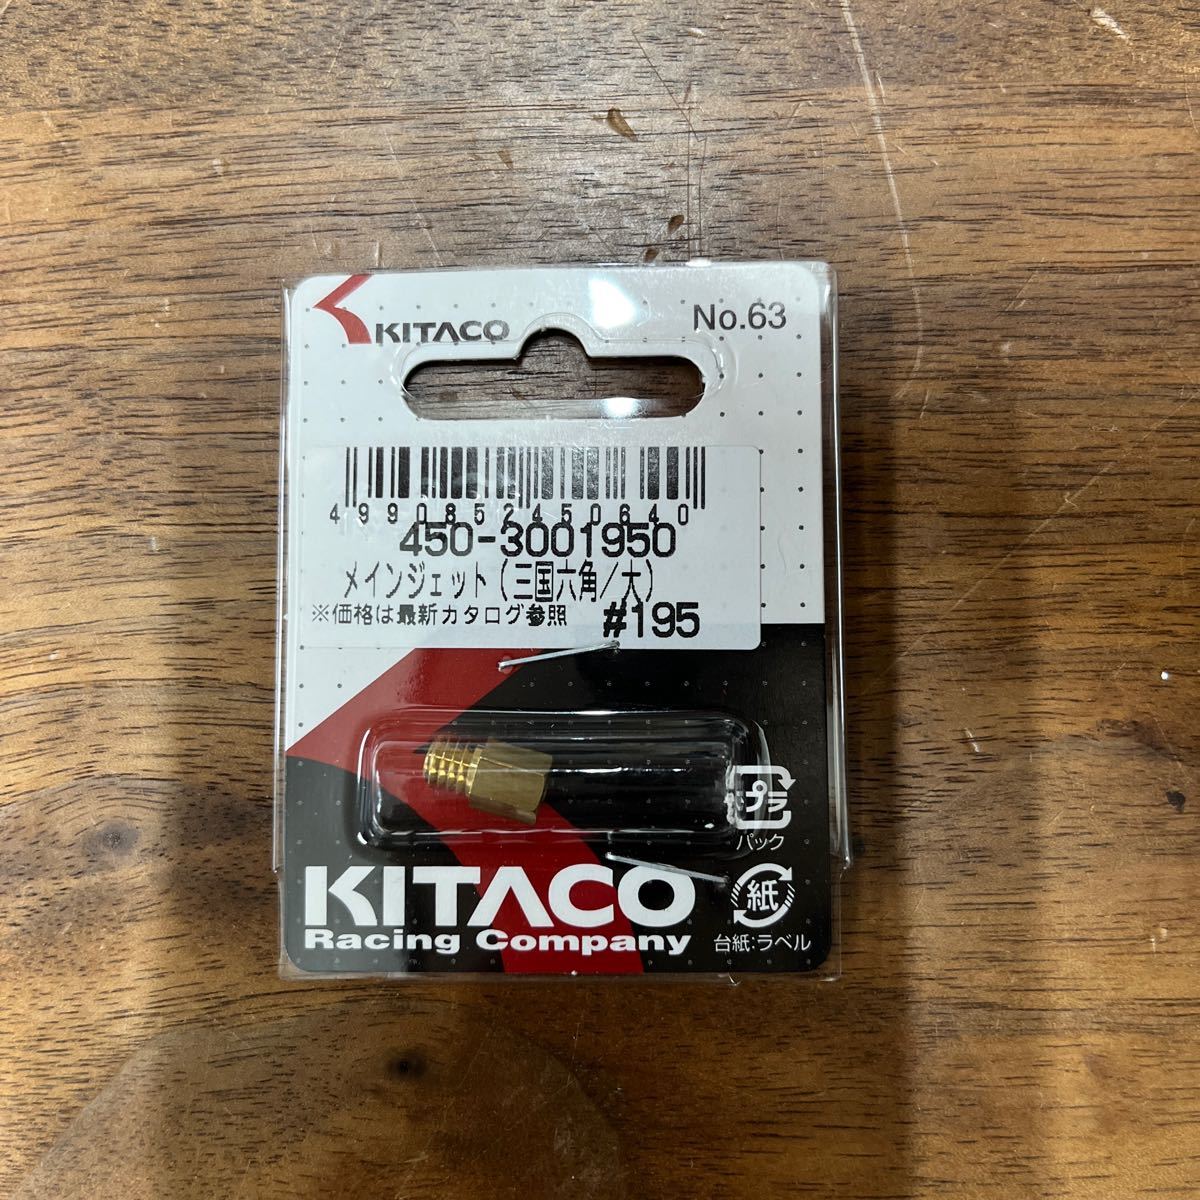 KITACO
No.63
4990852450640
450-3001950
メインジェット(三国六角/大)
※価格は最新カタログ参照 #195
プラ
パック
紙
台紙:ラベル
KITACO
Racing Company